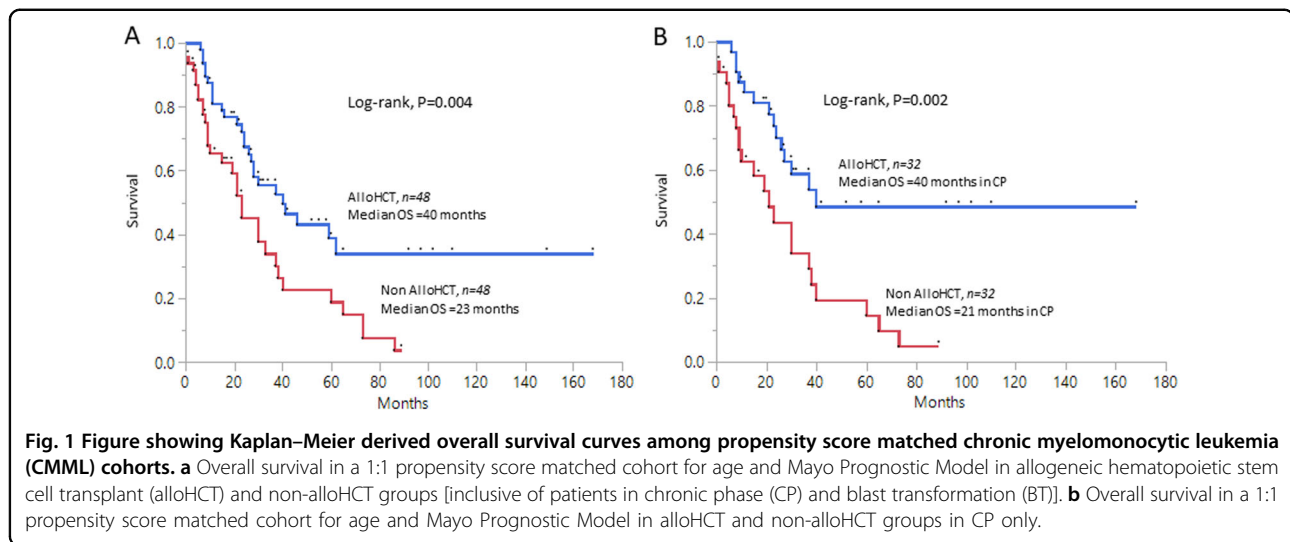 A
B
1.0
0.8
0.6
0.4
0.2
0.0
Survival
Log-rank, P=0.004
AlloHCT, n=48
Median OS =40 months
Non AlloHCT, n=48
Median OS =23 months
0 20 40 60 80 100 120 140 160 180
Months
1.0
0.8
0.6
0.4
0.2
0.0
Survival
Log-rank, P=0.002
AlloHCT, n=32
Median OS =40 months in CP
Non AlloHCT, n=32
Median OS =21 months in CP
0 20 40 60 80 100 120 140 160 180
Months
Fig. 1 Figure showing Kaplan–Meier derived overall survival curves among propensity score matched chronic myelomonocytic leukemia
(CMML) cohorts. a Overall survival in a 1:1 propensity score matched cohort for age and Mayo Prognostic Model in allogeneic hematopoietic stem
cell transplant (alloHCT) and non-alloHCT groups [inclusive of patients in chronic phase (CP) and blast transformation (BT)]. b Overall survival in a 1:1
propensity score matched cohort for age and Mayo Prognostic Model in alloHCT and non-alloHCT groups in CP only.